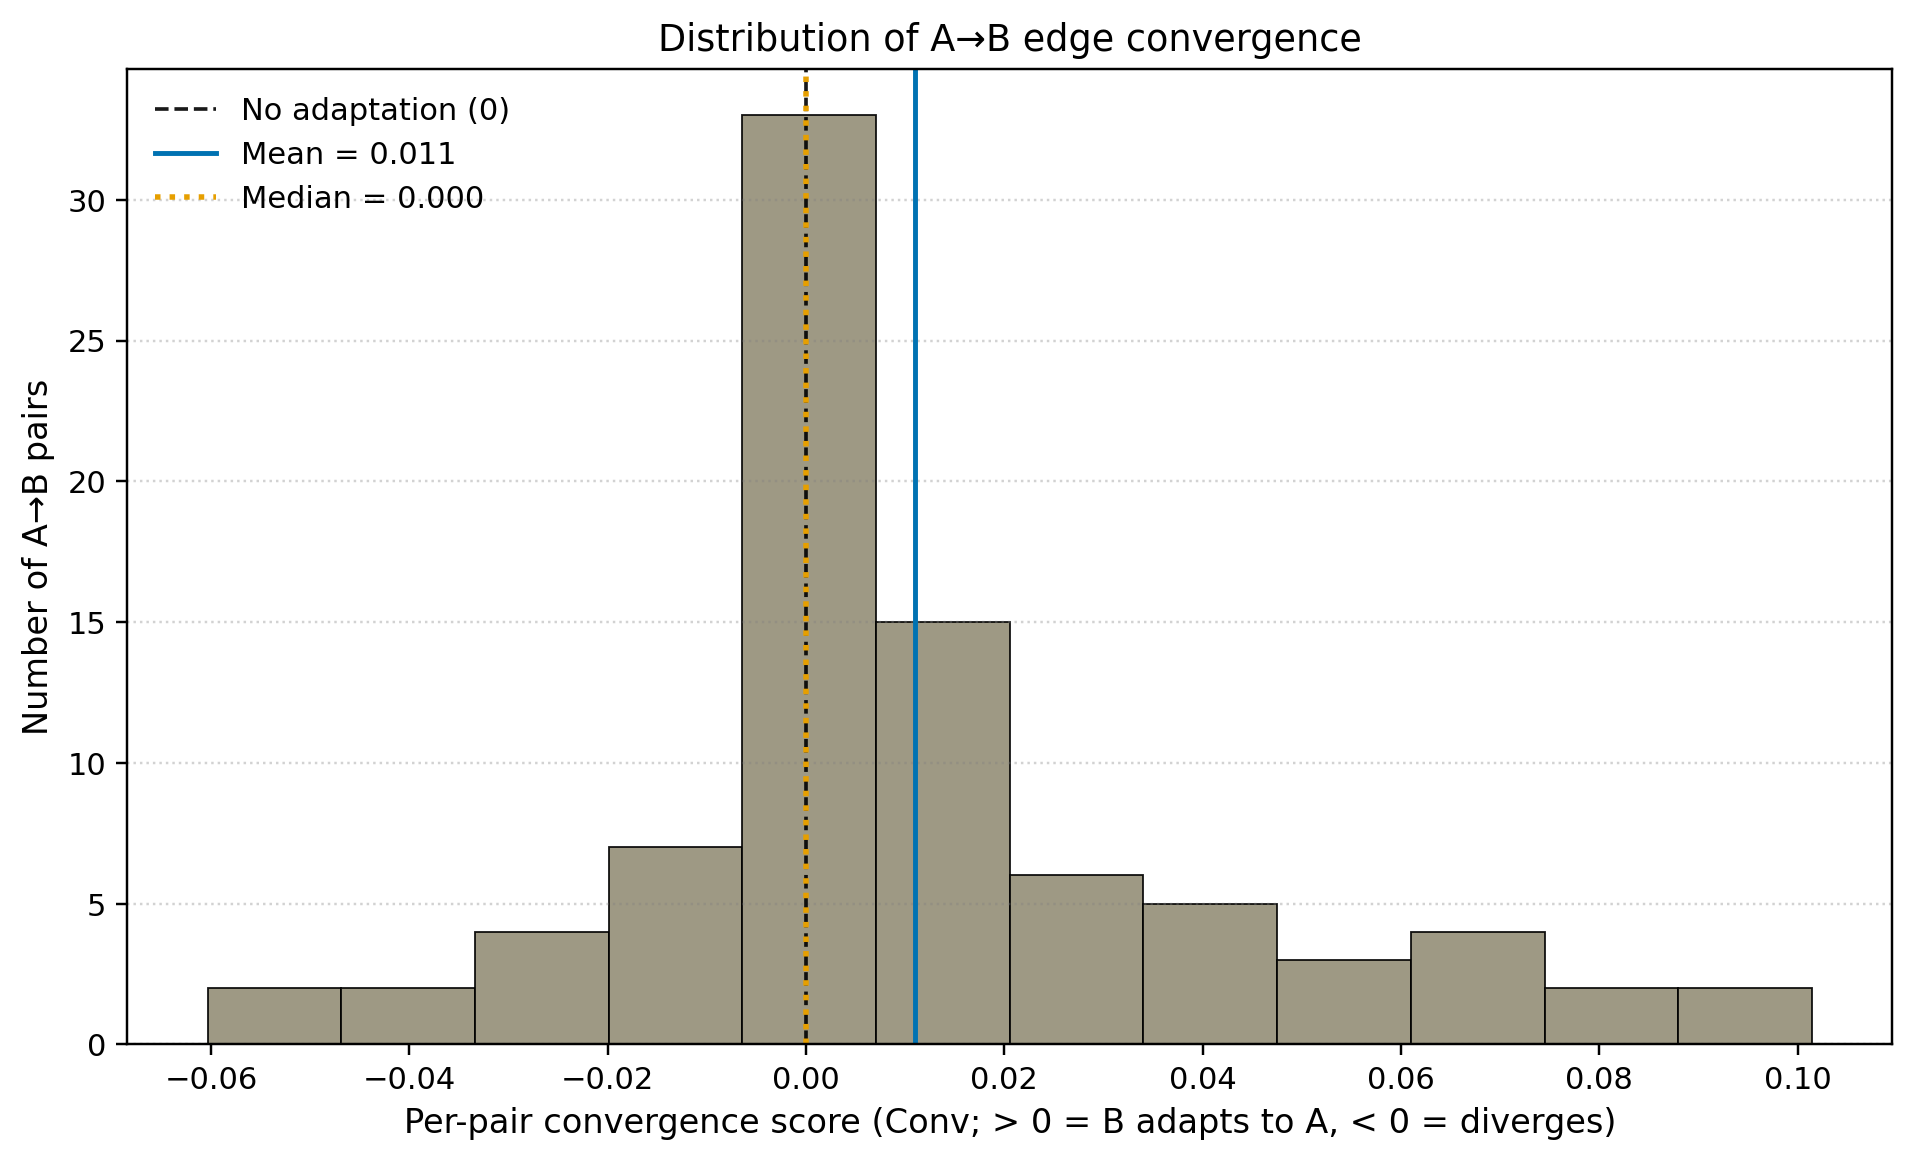 Distribution of A→B edge convergence
No adaptation (0)
Mean = 0.011
Median = 0.000
Number of A→B pairs
30
25
20
15
10
5
0
−0.06 −0.04 −0.02 0.00 0.02 0.04 0.06 0.08 0.10
Per-pair convergence score (Conv; > 0 = B adapts to A, < 0 = diverges)